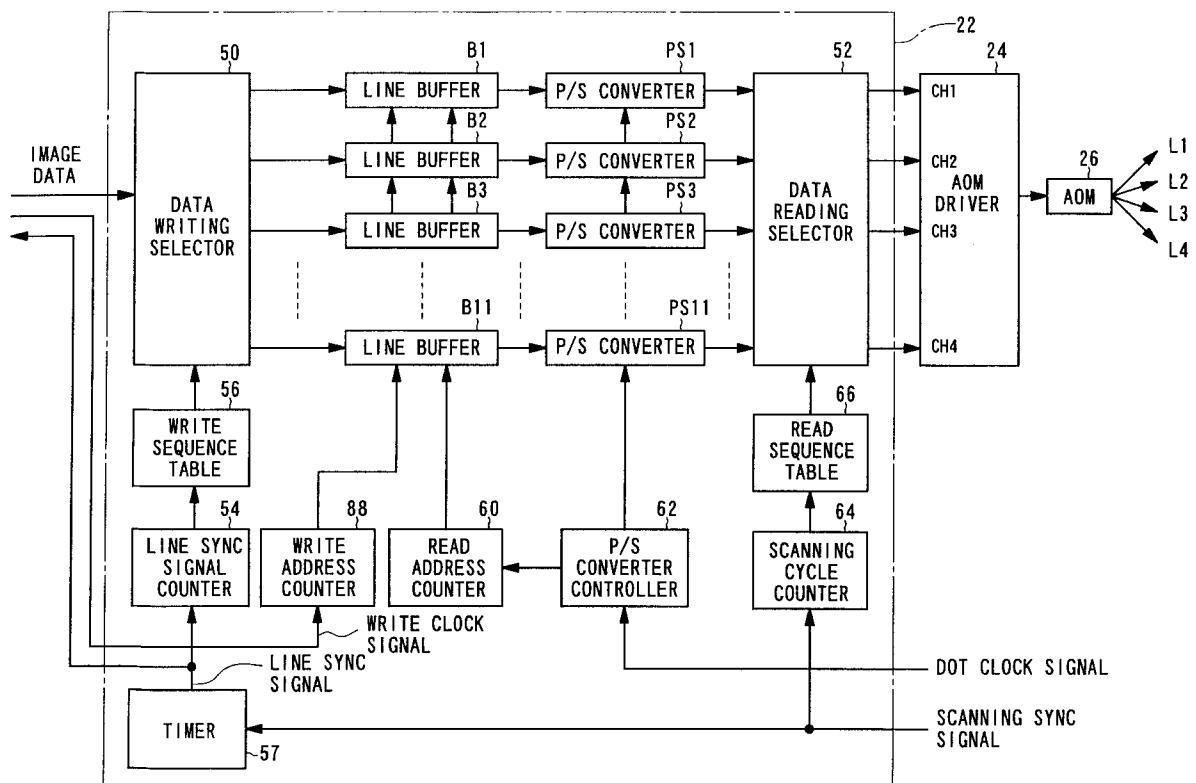 22
50
B1
PS1
52
24
LINE BUFFER
P/S CONVERTER
CH1
B2
PS2
IMAGE
DATA
LINE BUFFER
P/S CONVERTER
CH2
L1
26
L2
AOM
L3
L4
B3
PS3
DATA
WRITING
SELECTOR
LINE BUFFER
P/S CONVERTER
DATA
READING
SELECTOR
AOM
DRIVER
CH3
B11
PS11
LINE BUFFER
P/S CONVERTER
CH4
56
66
WRITE
SEQUENCE
TABLE
READ
SEQUENCE
TABLE
54
88
60
62
64
LINE SYNC
SIGNAL
COUNTER
WRITE
ADDRESS
COUNTER
READ
ADDRESS
COUNTER
P/S
CONVERTER
CONTROLLER
SCANNING
CYCLE
COUNTER
WRITE CLOCK
SIGNAL
LINE SYNC
SIGNAL
DOT CLOCK SIGNAL
TIMER
57
SCANNING SYNC
SIGNAL